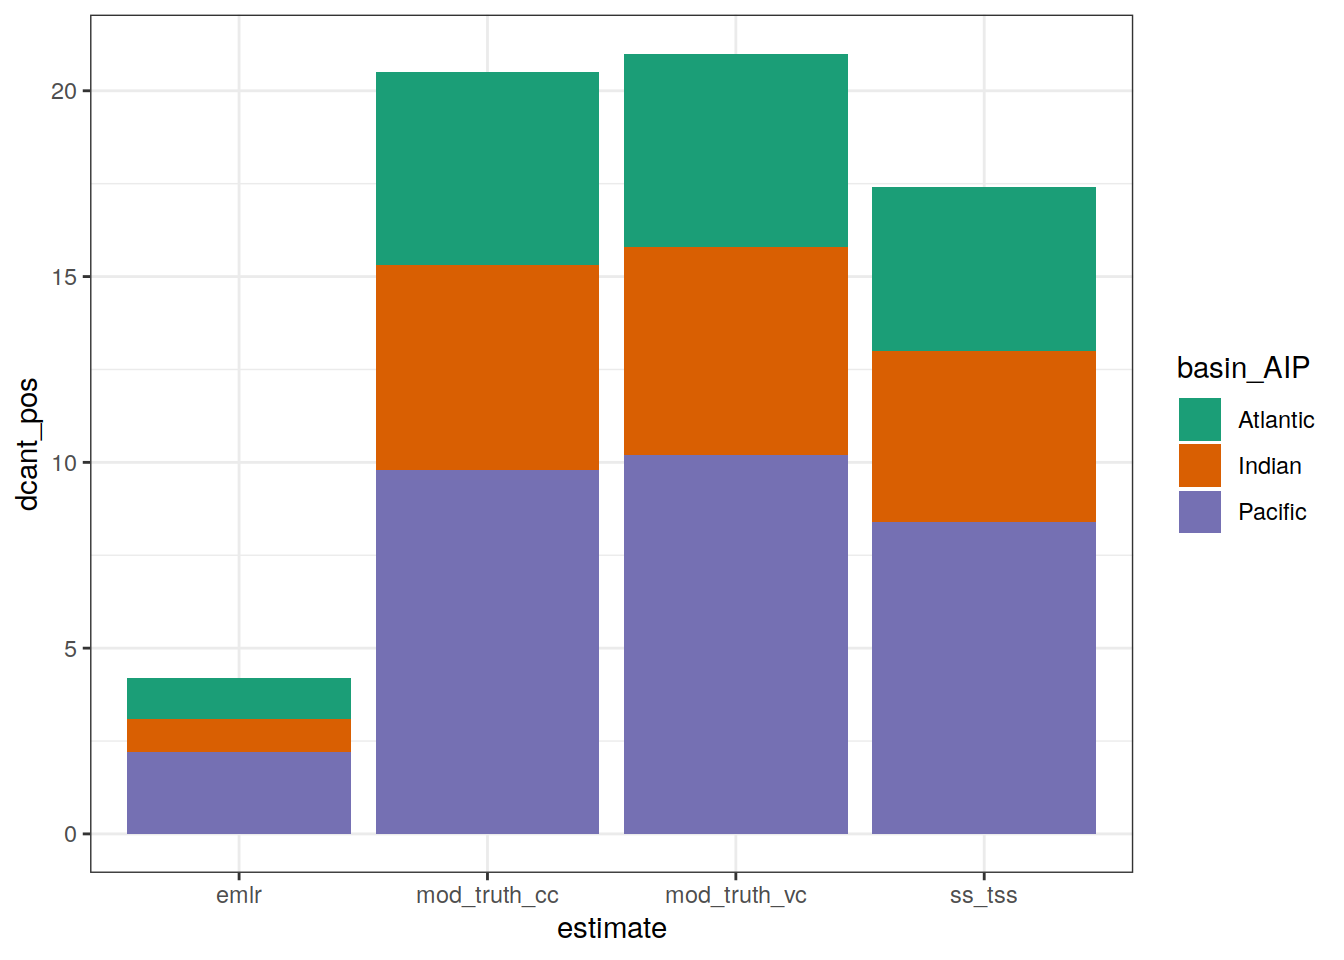 20
15
10
5
0
dcant_pos
emlr
mod_truth_cc
mod_truth_vc
ss_tss
estimate
basin_AIP
Atlantic
Indian
Pacific